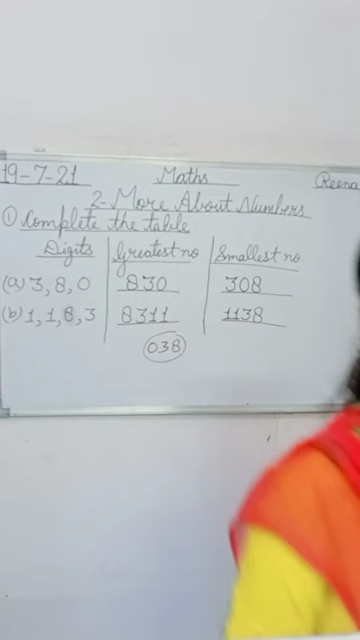 19-7-21 Maths Reena
2- More About Numbers
① Complete the table:
Digits Greatest no. Smallest no.
(a) 3, 8, 0 830 308
(b) 1, 1, 8, 3 8311 1138
038